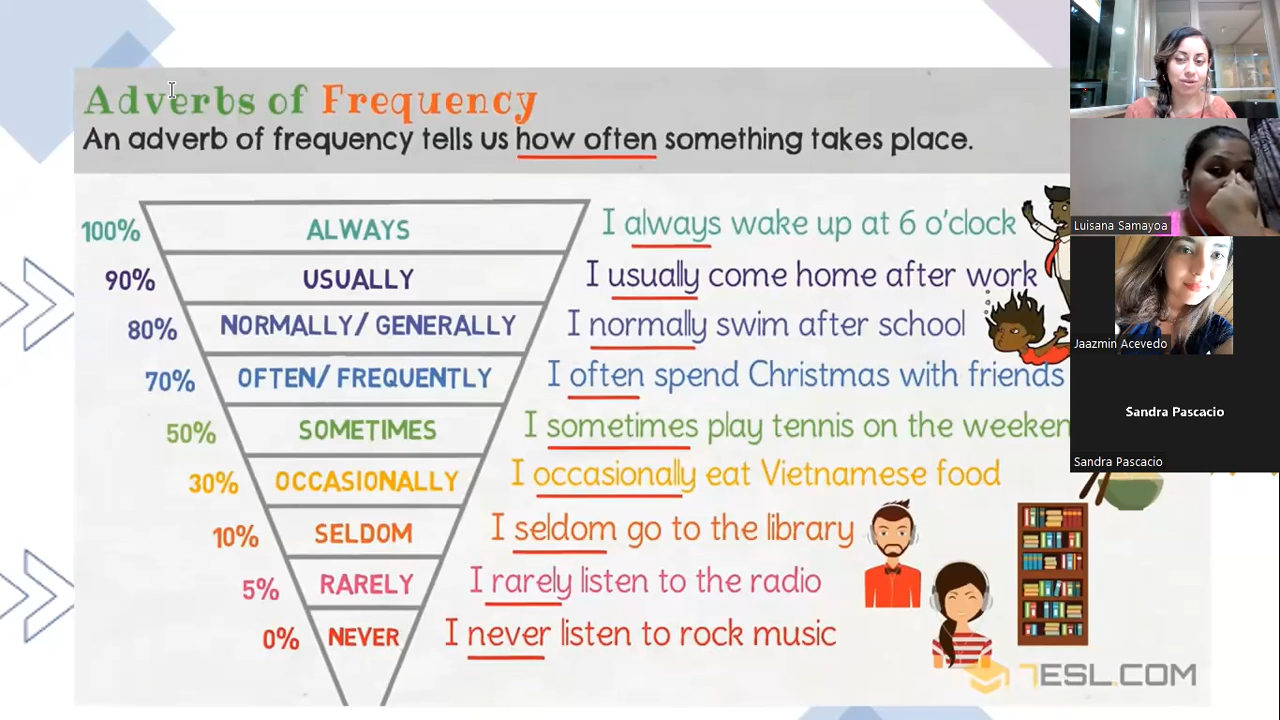 Adverbs of Frequency
An adverb of frequency tells us how often something takes place.
100% ALWAYS I always wake up at 6 o'clock
90% USUALLY I usually come home after work
80% NORMALLY/ GENERALLY I normally swim after school
70% OFTEN/ FREQUENTLY I often spend Christmas with friends
50% SOMETIMES I sometimes play tennis on the weeken
30% OCCASIONALLY I occasionally eat Vietnamese food
10% SELDOM I seldom go to the library
5% RARELY I rarely listen to the radio
0% NEVER I never listen to rock music
7ESL.COM
Luisana Samayoa
Jaazmin Acevedo
Sandra Pascacio
Sandra Pascacio